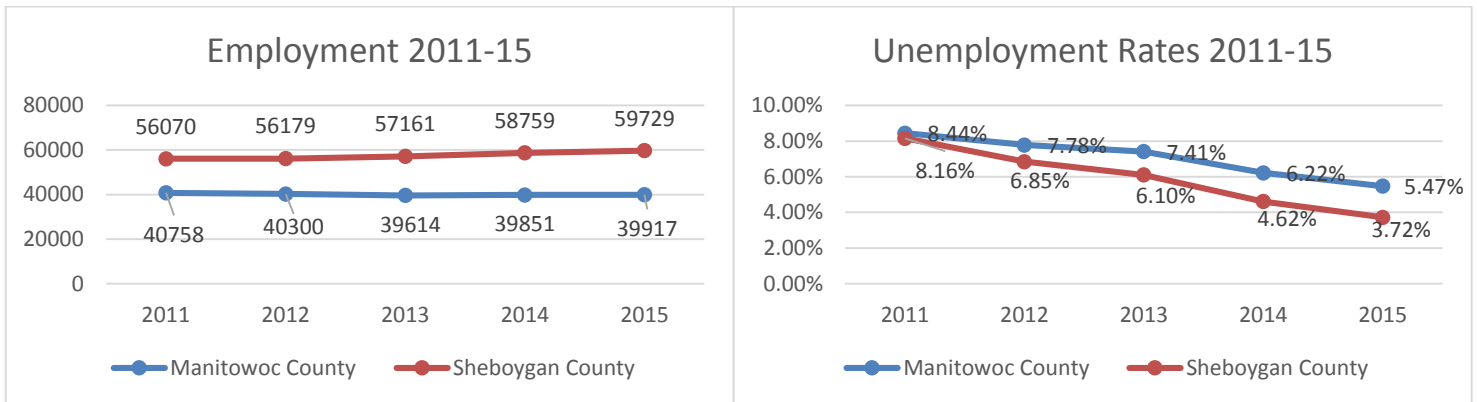 Employment 2011-15
80000
60000
40000
20000
0
56070 56179 57161 58759 59729
40758 40300 39614 39851 39917
2011 2012 2013 2014 2015
Manitowoc County Sheboygan County
Unemployment Rates 2011-15
10.00%
8.00%
6.00%
4.00%
2.00%
0.00%
8.44% 7.78% 7.41% 6.22% 5.47%
8.16% 6.85% 6.10% 4.62% 3.72%
2011 2012 2013 2014 2015
Manitowoc County Sheboygan County